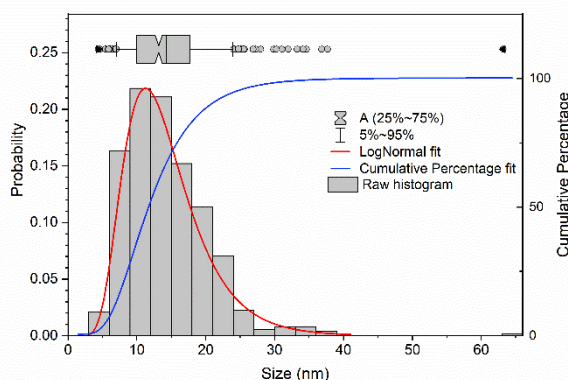 0.25
0.20
0.15
0.10
0.05
0.00
Probability
A (25%~75%)
5%~95%
LogNormal fit
Cumulative Percentage fit
Raw histogram
100
50
0
Cumulative Percentage
0 10 20 30 40 50 60
Size (nm)